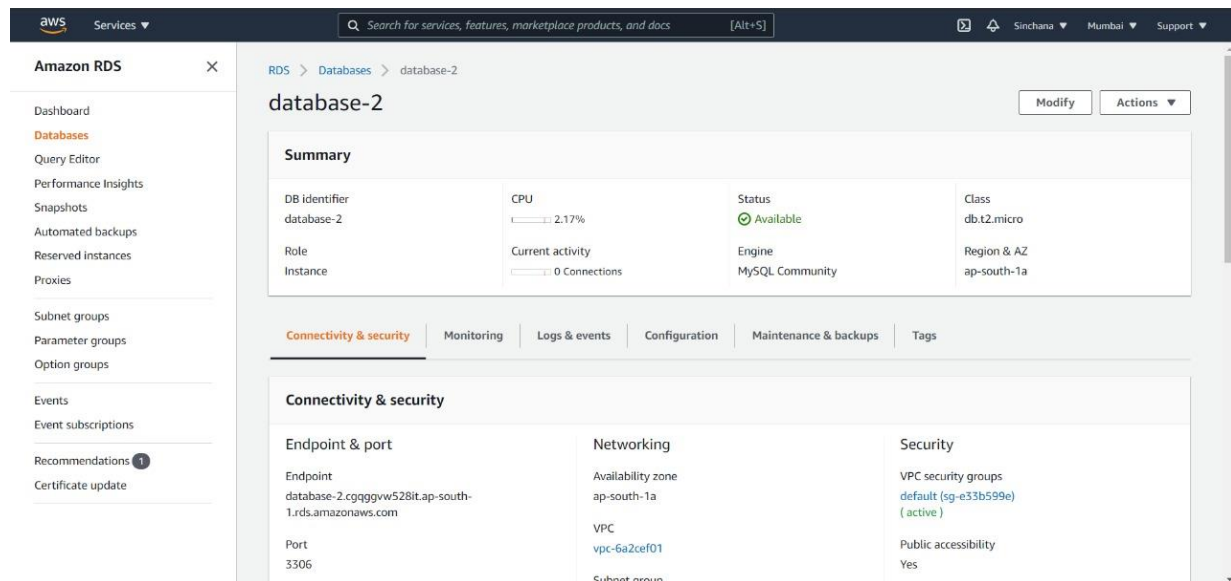 aws
Services ▼
Search for services, features, marketplace products, and docs
[Alt+S]
Sinchana ▼
Mumbai ▼
Support ▼
Amazon RDS
×
Dashboard
Databases
Query Editor
Performance Insights
Snapshots
Automated backups
Reserved instances
Proxies
Subnet groups
Parameter groups
Option groups
Events
Event subscriptions
Recommendations 1
Certificate update
RDS > Databases > database-2
database-2
Modify
Actions ▼
Summary
DB identifier
database-2
CPU
2.17%
Status
Available
Class
db.t2.micro
Role
Instance
Current activity
0 Connections
Engine
MySQL Community
Region & AZ
ap-south-1a
Connectivity & security
Monitoring
Logs & events
Configuration
Maintenance & backups
Tags
Connectivity & security
Endpoint & port
Endpoint
database-2.cgqggvw528it.ap-south-
1.rds.amazonaws.com
Port
3306
Networking
Availability zone
ap-south-1a
VPC
vpc-6a2cef01
Subnet group
Security
VPC security groups
default (sg-e33b599e)
( active )
Public accessibility
Yes